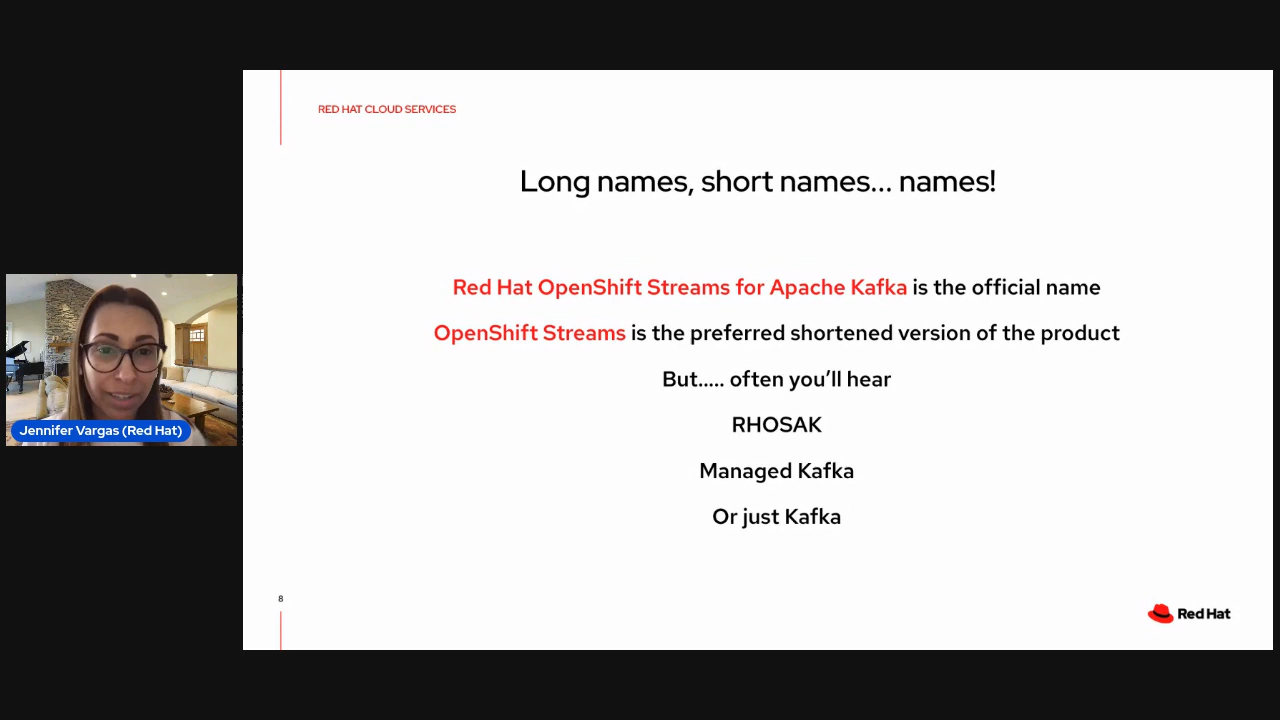 RED HAT CLOUD SERVICES
Long names, short names... names!
Red Hat OpenShift Streams for Apache Kafka is the official name
OpenShift Streams is the preferred shortened version of the product
But..... often you’ll hear
RHOSAK
Managed Kafka
Or just Kafka
Jennifer Vargas (Red Hat)
8
Red Hat